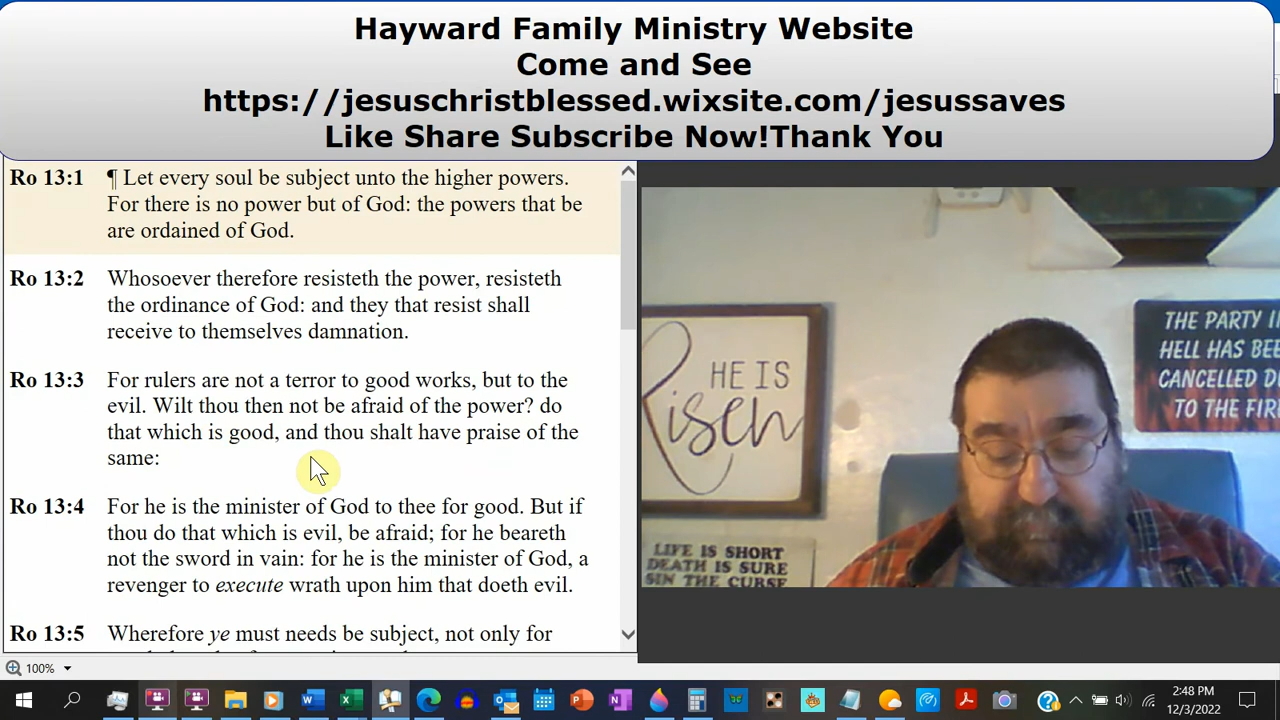 Hayward Family Ministry Website
Come and See
https://jesuschristblessed.wixsite.com/jesussaves
Like Share Subscribe Now!Thank You
Ro 13:1 ¶ Let every soul be subject unto the higher powers.
For there is no power but of God: the powers that be
are ordained of God.
Ro 13:2 Whosoever therefore resisteth the power, resisteth
the ordinance of God: and they that resist shall
receive to themselves damnation.
Ro 13:3 For rulers are not a terror to good works, but to the
evil. Wilt thou then not be afraid of the power? do
that which is good, and thou shalt have praise of the
same:
Ro 13:4 For he is the minister of God to thee for good. But if
thou do that which is evil, be afraid; for he beareth
not the sword in vain: for he is the minister of God, a
revenger to execute wrath upon him that doeth evil.
Ro 13:5 Wherefore ye must needs be subject, not only for
100%
HE IS
Risen
THE PARTY I
HELL HAS BEE
CANCELLED D
TO THE FIR
LIFE IS SHORT
DEATH IS SURE
SIN THE CURSE
2:48 PM
12/3/2022